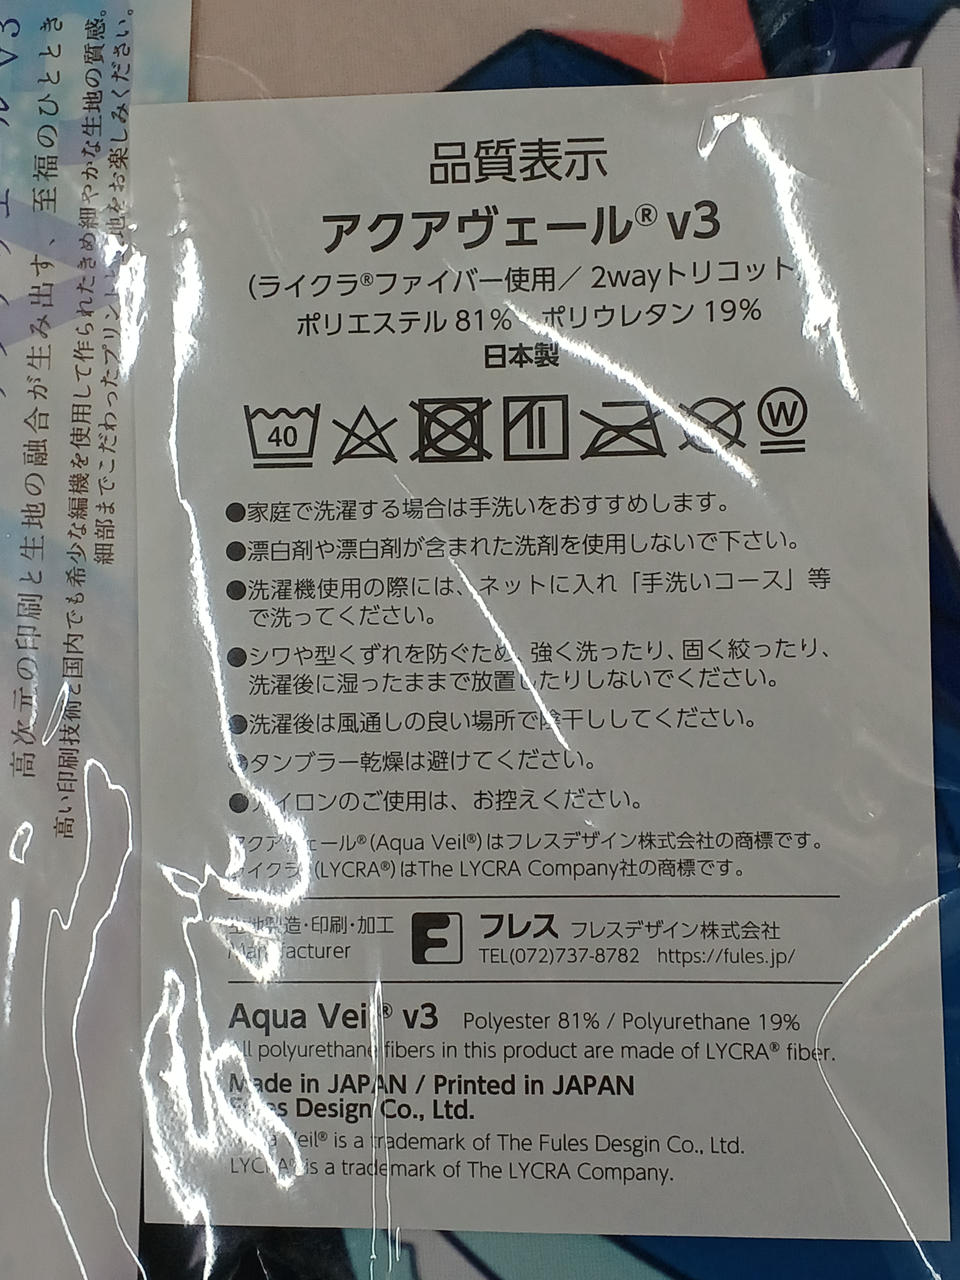 品質表示
アクアヴェール® v3
(ライクラ®ファイバー使用／ 2wayトリコット
ポリエステル 81% ポリウレタン 19%
日本製
40 W
●家庭で洗濯する場合は手洗いをおすすめします。
●漂白剤や漂白剤が含まれた洗剤を使用しないで下さい。
●洗濯機使用の際には、ネットに入れ「手洗いコース」等
で洗ってください。
●シワや型くずれを防ぐため、強く洗ったり、固く絞ったり、
洗濯後に湿ったままで放置したりしないでください。
●洗濯後は風通しの良い場所で陰干ししてください。
●タンブラー乾燥は避けてください。
●アイロンのご使用は、お控えください。
アクアヴェール®(Aqua Veil®)はフレスデザイン株式会社の商標です。
ライクラ®(LYCRA®)はThe LYCRA Company社の商標です。
生地製造・印刷・加工
Manufacturer
フレス フレスデザイン株式会社
TEL(072)737-8782 https://fules.jp/
Aqua Veil® v3 Polyester 81% / Polyurethane 19%
All polyurethane fibers in this product are made of LYCRA® fiber.
Made in JAPAN / Printed in JAPAN
Fules Design Co., Ltd.
Aqua Veil® is a trademark of The Fules Desgin Co., Ltd.
LYCRA® is a trademark of The LYCRA Company.
v3
高次元の印刷と生地の融合が生み出す、至福のひととき
高い印刷技術と国内でも希少な編機を使用して作られたきめ細やかな生地の質感。
細部までこだわったプリントと生地をお楽しみください。